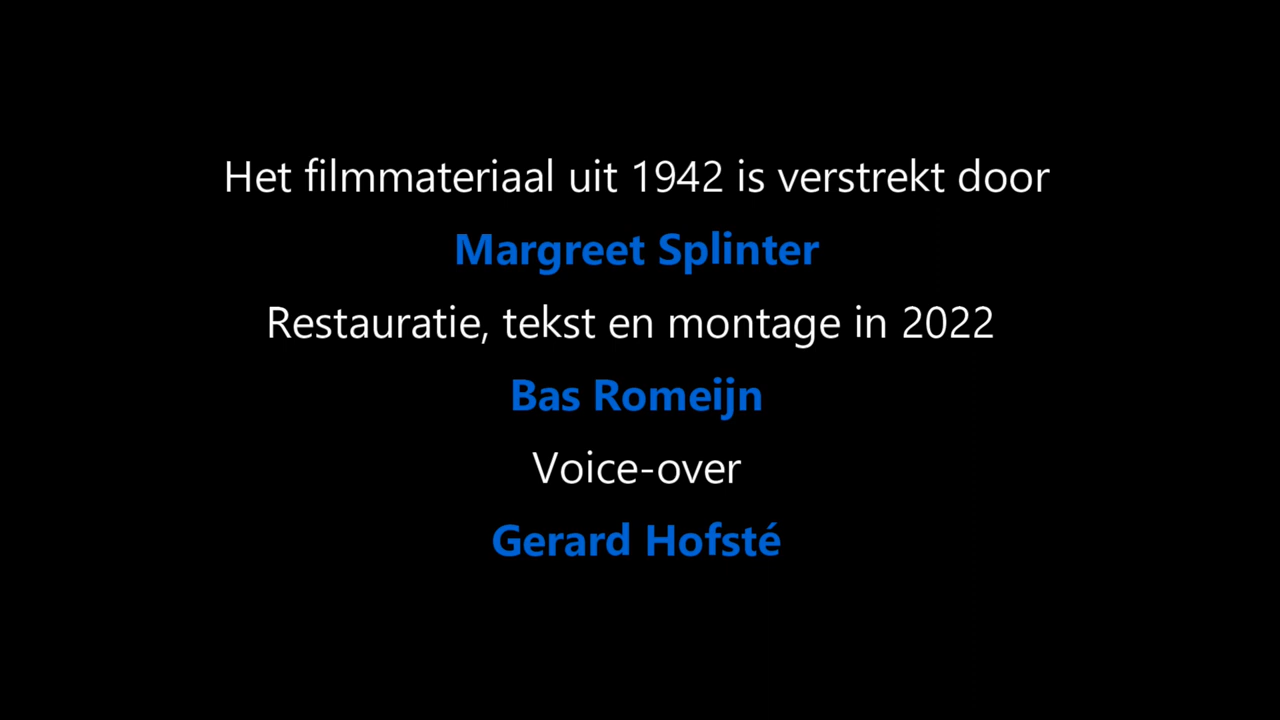 Het filmmateriaal uit 1942 is verstrekt door
Margreet Splinter
Restauratie, tekst en montage in 2022
Bas Romeijn
Voice-over
Gerard Hofsté